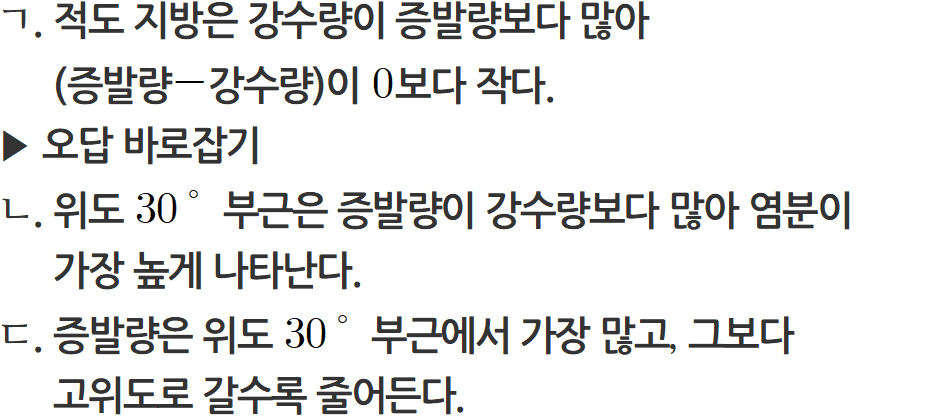 ㄱ. 적도 지방은 강수량이 증발량보다 많아
(증발량－강수량)이 0보다 작다.
▶ 오답 바로잡기
ㄴ. 위도 30° 부근은 증발량이 강수량보다 많아 염분이
가장 높게 나타난다.
ㄷ. 증발량은 위도 30° 부근에서 가장 많고, 그보다
고위도로 갈수록 줄어든다.